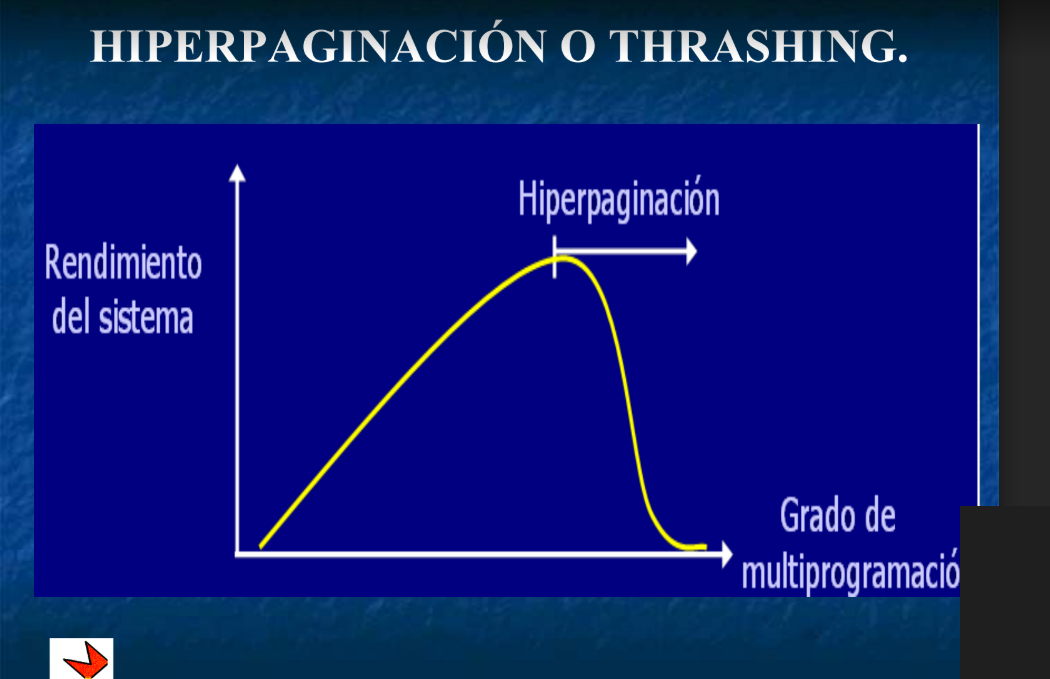 HIPERPAGINACIÓN O THRASHING.
Hiperpaginación
Rendimiento
del sistema
Grado de
multiprogramació